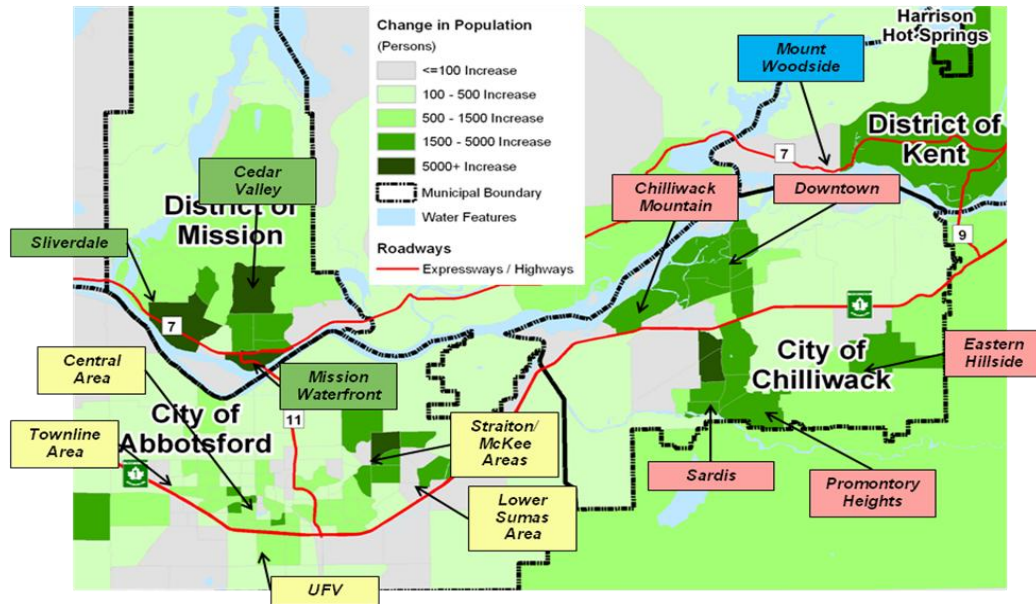 Change in Population
(Persons)
<=100 Increase
100 - 500 Increase
500 - 1500 Increase
1500 - 5000 Increase
5000+ Increase
Municipal Boundary
Water Features
Roadways
Expressways / Highways
Harrison
Hot Springs
Mount
Woodside
7
District of
Kent
Cedar
Valley
District of
Mission
Chilliwack
Mountain
Downtown
Sliverdale
9
7
1
Central
Area
Mission
Waterfront
City of
Chilliwack
Eastern
Hillside
11
City of
Abbotsford
Straiton/
McKee
Areas
Townline
Area
1
Sardis
Promontory
Heights
Lower
Sumas
Area
UFV